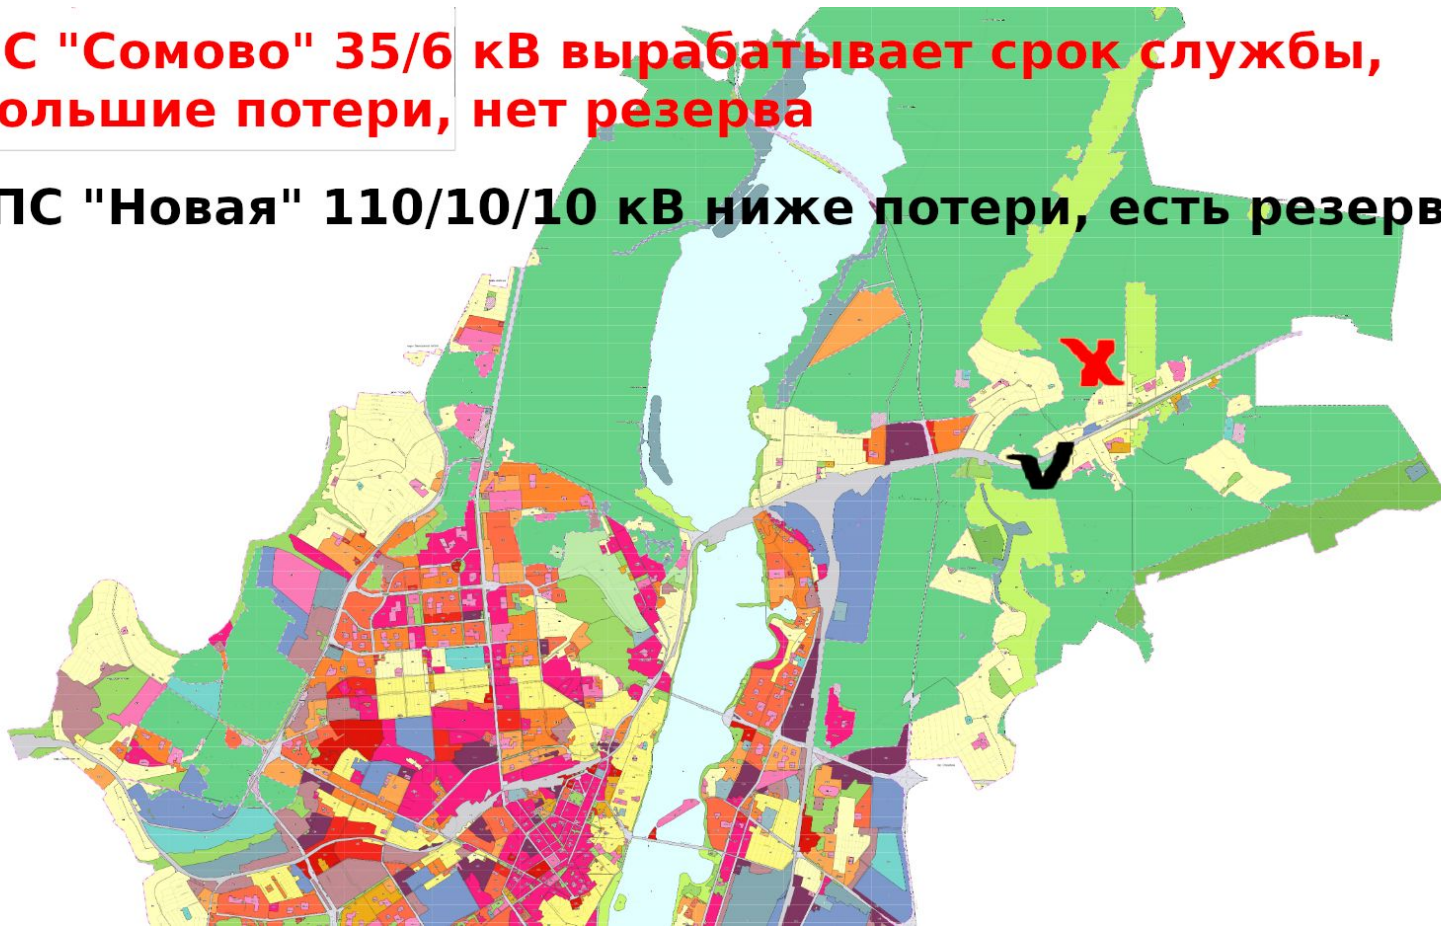 С "Сомово" 35/6 кВ вырабатывает срок службы,
ольшие потери, нет резерва
ПС "Новая" 110/10/10 кВ ниже потери, есть резерв